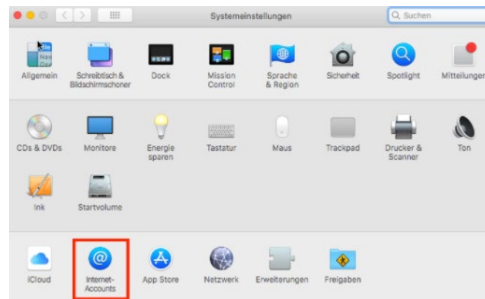 Systemeinstellungen
Suchen
Allgemein
Schreibtisch &
Bildschirmschoner
Dock
Mission
Control
Sprache
& Region
Sicherheit
Spotlight
Mitteilungen
CDs & DVDs
Monitore
Energie
sparen
Tastatur
Maus
Trackpad
Drucker &
Scanner
Ton
Ink
Startvolume
iCloud
Internet-
Accounts
App Store
Netzwerk
Erweiterungen
Freigaben